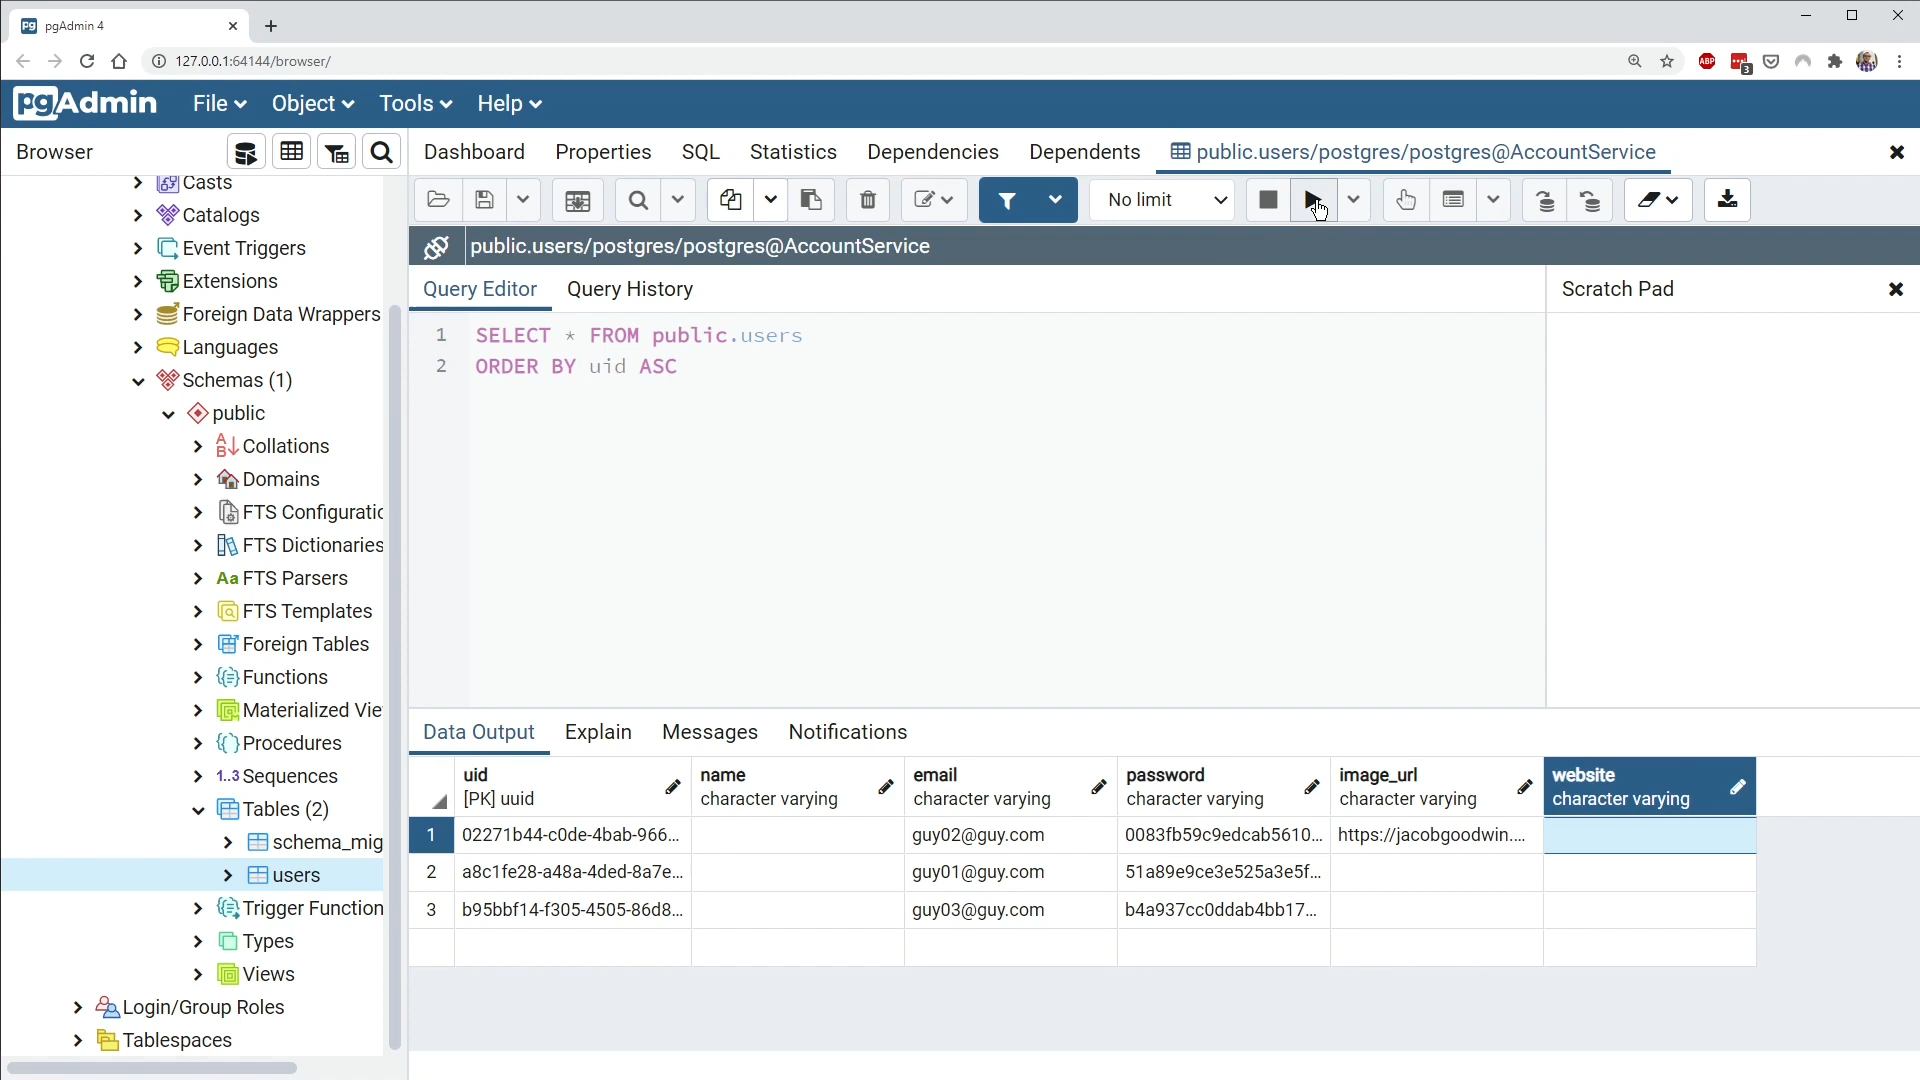 pgAdmin 4
127.0.0.1:64144/browser/
ABP
3
pgAdmin File Object Tools Help
Browser
Dashboard Properties SQL Statistics Dependencies Dependents public.users/postgres/postgres@AccountService
No limit
public.users/postgres/postgres@AccountService
Query Editor Query History
Scratch Pad
1 SELECT * FROM public.users
2 ORDER BY uid ASC
Casts
Catalogs
Event Triggers
Extensions
Foreign Data Wrappers
Languages
Schemas (1)
public
Collations
Domains
FTS Configuratic
FTS Dictionaries
Aa FTS Parsers
FTS Templates
Foreign Tables
Functions
Materialized Vie
Procedures
1..3 Sequences
Tables (2)
schema_mig
users
Trigger Function
Types
Views
Login/Group Roles
Tablespaces
Data Output Explain Messages Notifications
uid name email password image_url website
[PK] uuid character varying character varying character varying character varying character varying
1 02271b44-c0de-4bab-966... guy02@guy.com 0083fb59c9edcab5610... https://jacobgoodwin....
2 a8c1fe28-a48a-4ded-8a7e... guy01@guy.com 51a89e9ce3e525a3e5f...
3 b95bbf14-f305-4505-86d8... guy03@guy.com b4a937cc0ddab4bb17...